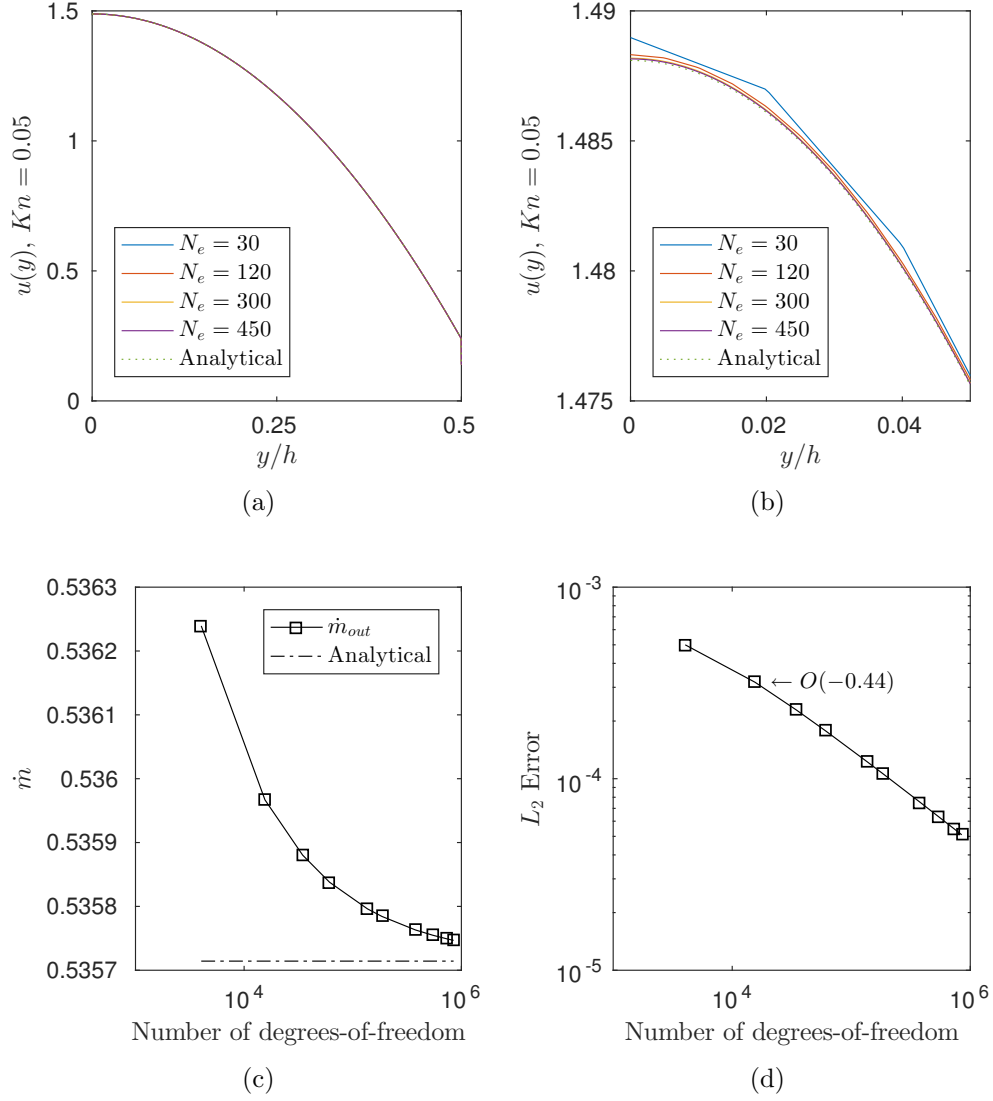 1.5
1
0.5
0
u(y), Kn = 0.05
N_e = 30
N_e = 120
N_e = 300
N_e = 450
Analytical
0
0.25
0.5
y/h
(a)
1.49
1.485
1.48
1.475
u(y), Kn = 0.05
N_e = 30
N_e = 120
N_e = 300
N_e = 450
Analytical
0
0.02
0.04
y/h
(b)
0.5363
0.5362
0.5361
0.536
0.5359
0.5358
0.5357
ṁ
ṁ_out
Analytical
10^4
10^6
Number of degrees-of-freedom
(c)
10^-3
10^-4
10^-5
L_2 Error
← O(−0.44)
10^4
10^6
Number of degrees-of-freedom
(d)